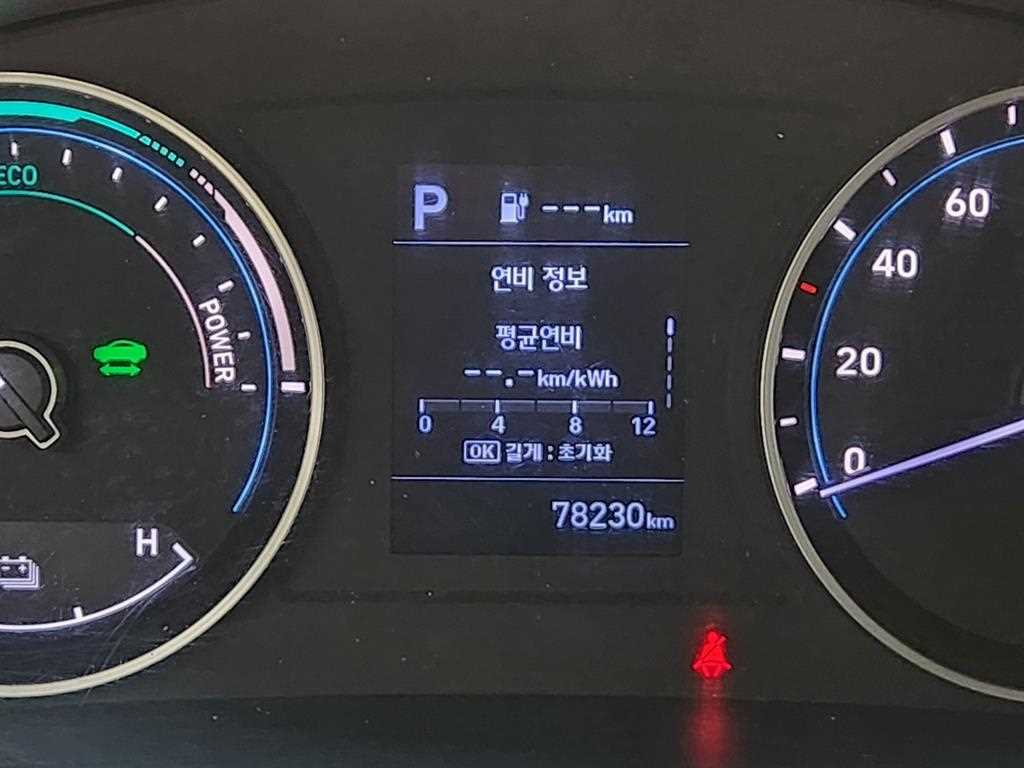 ECO
POWER
H
P
---km
연비 정보
평균연비
--.-km/kWh
0 4 8 12
OK 길게 : 초기화
78230km
60
40
20
0